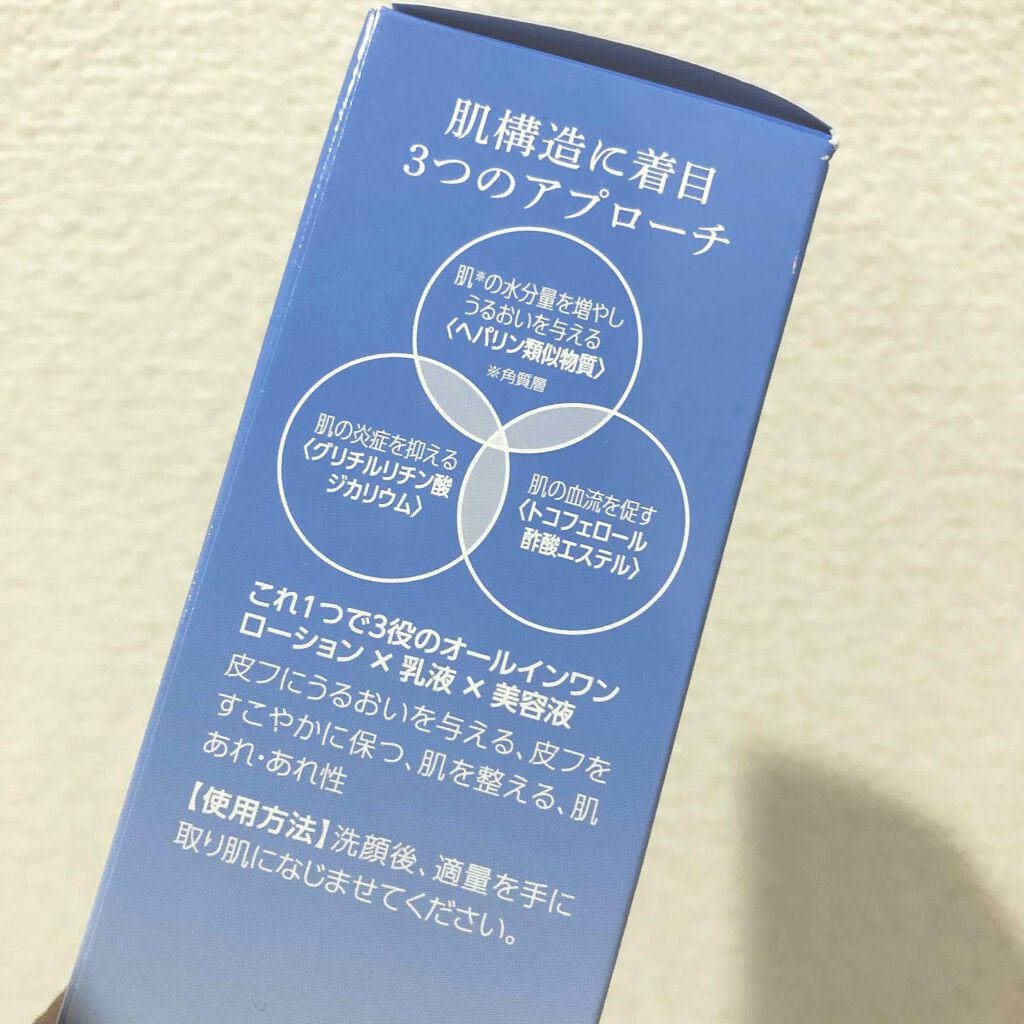 肌構造に着目
3つのアプローチ
肌※の水分量を増やし
うるおいを与える
〈ヘパリン類似物質〉
※角質層
肌の炎症を抑える
〈グリチルリチン酸
ジカリウム〉
肌の血流を促す
〈トコフェロール
酢酸エステル〉
これ1つで3役のオールインワン
ローション×乳液×美容液
皮フにうるおいを与える、皮フを
すこやかに保つ、肌を整える、肌
あれ・あれ性
【使用方法】洗顔後、適量を手に
取り肌になじませてください。